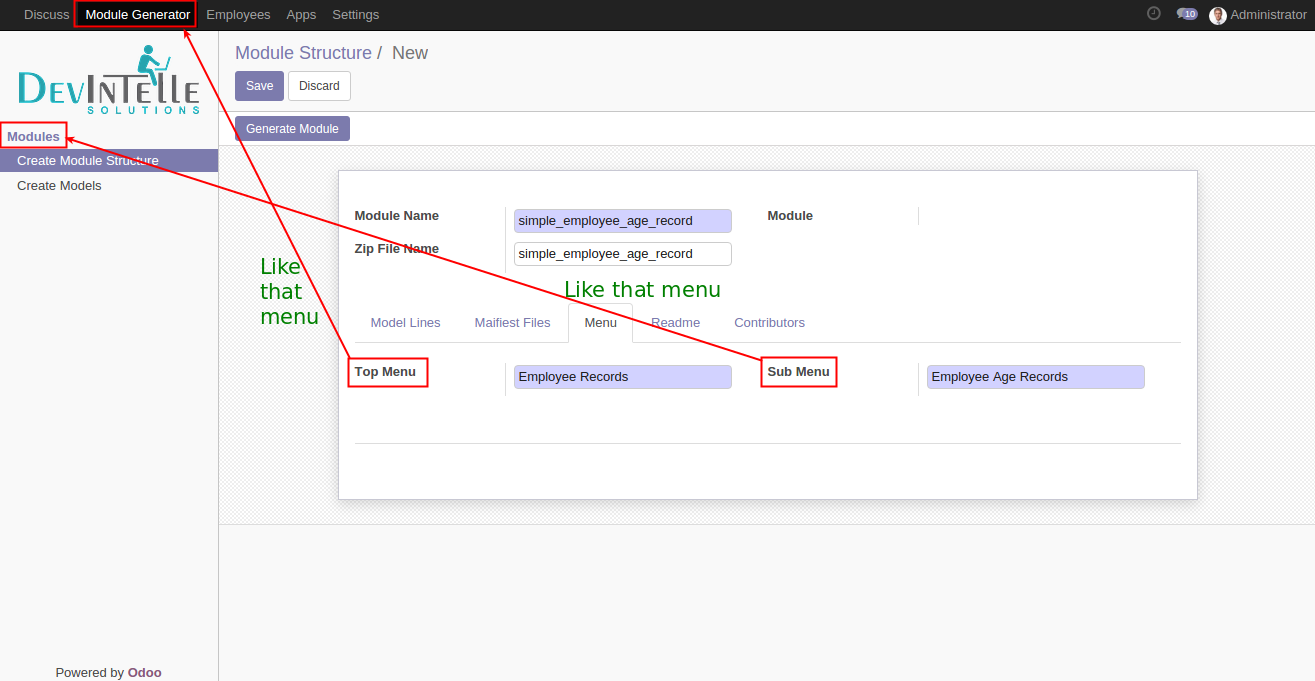 Discuss Module Generator Employees Apps Settings 10 Administrator
DEVINTELLE
SOLUTIONS
Modules
Create Module Structure
Create Models
Powered by Odoo
Module Structure / New
Save Discard
Generate Module
Module Name simple_employee_age_record Module
Zip File Name simple_employee_age_record
Like
that
menu
Like that menu
Model Lines Maifiest Files Menu Readme Contributors
Top Menu Employee Records Sub Menu Employee Age Records